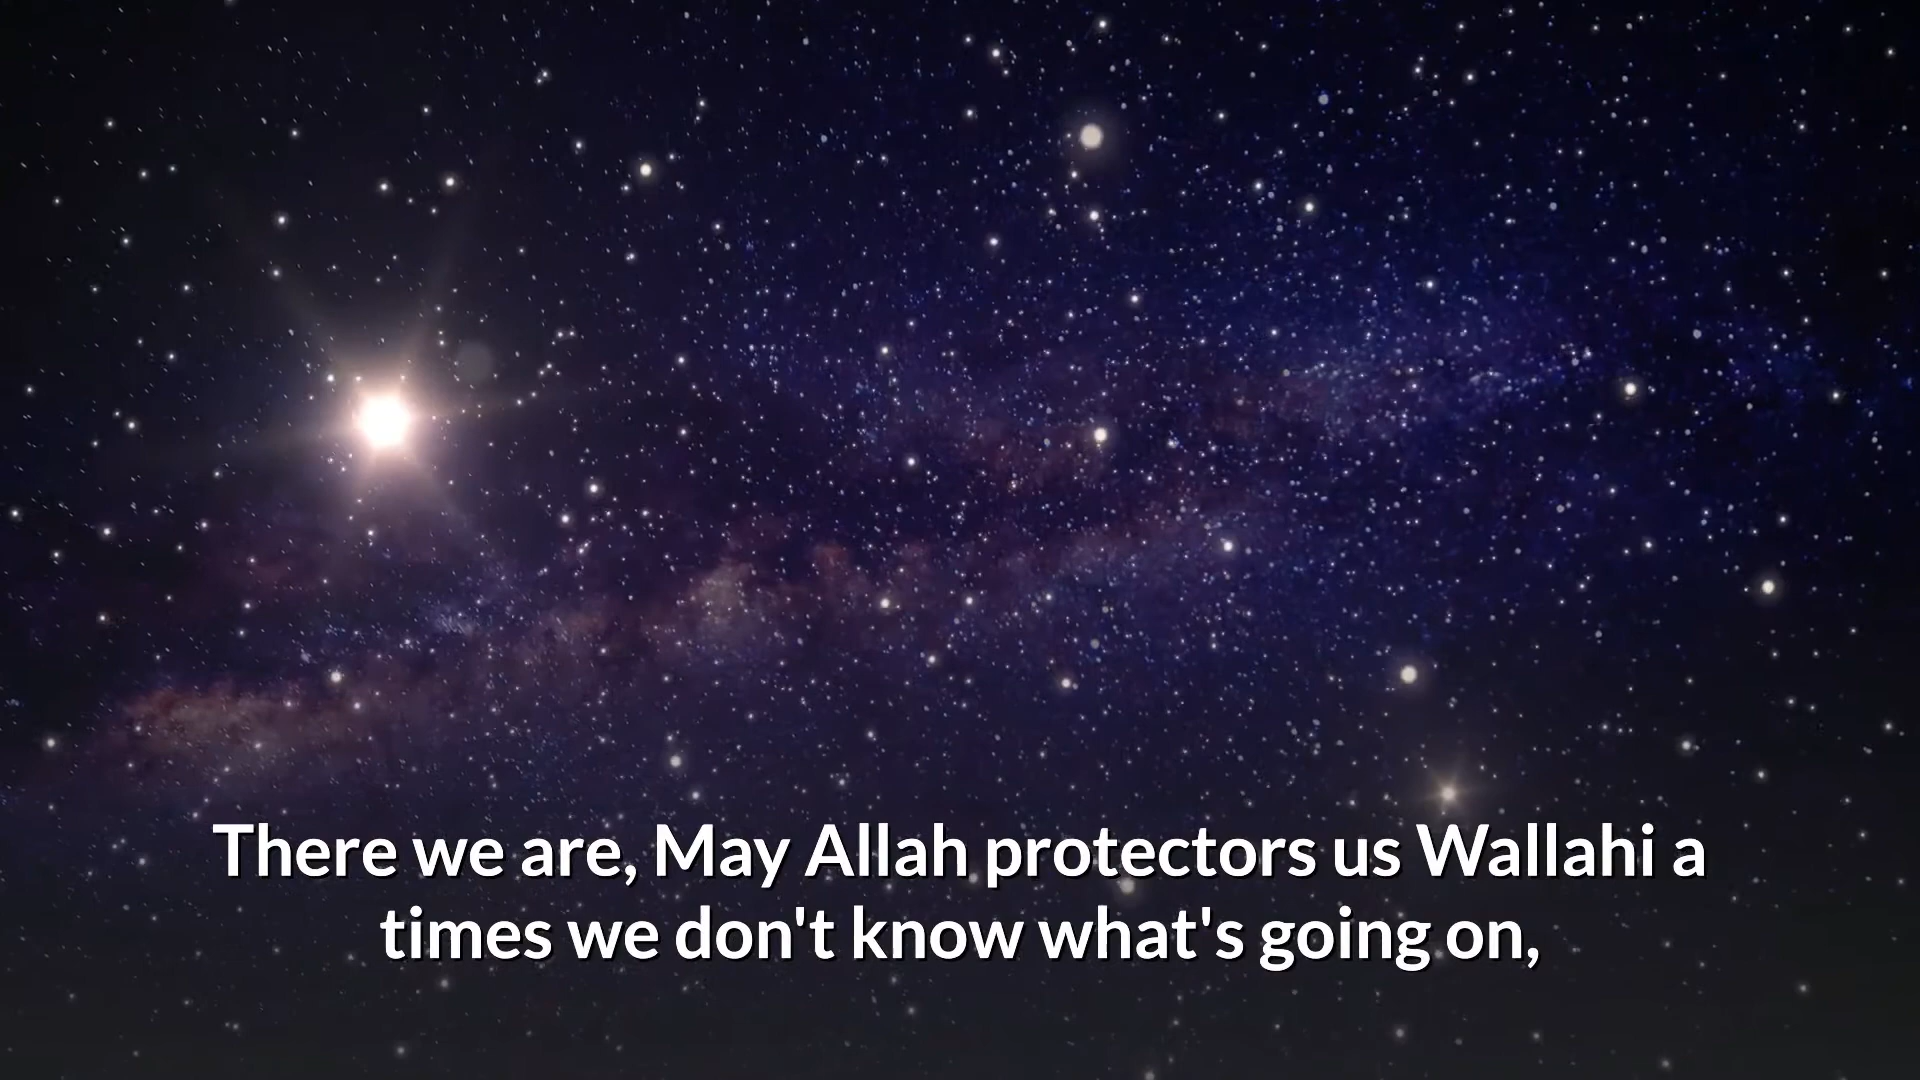 There we are, May Allah protectors us Wallahi a
times we don't know what's going on,